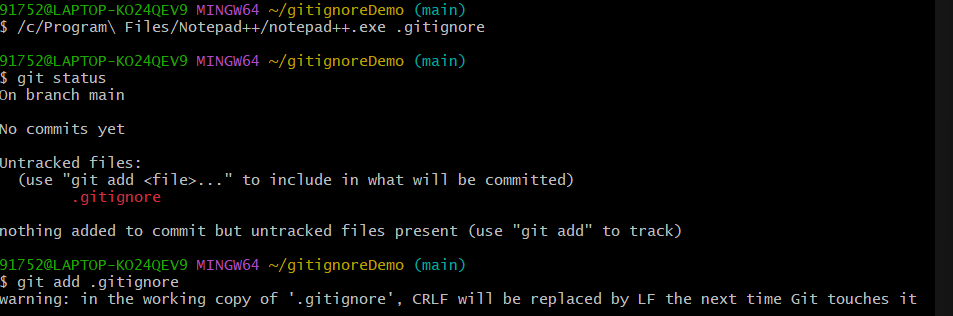 91752@LAPTOP-KO24QEV9 MINGW64 ~/gitignoreDemo (main)
$ /c/Program\ Files/Notepad++/notepad++.exe .gitignore
91752@LAPTOP-KO24QEV9 MINGW64 ~/gitignoreDemo (main)
$ git status
On branch main
No commits yet
Untracked files:
  (use "git add <file>..." to include in what will be committed)
        .gitignore
nothing added to commit but untracked files present (use "git add" to track)
91752@LAPTOP-KO24QEV9 MINGW64 ~/gitignoreDemo (main)
$ git add .gitignore
warning: in the working copy of '.gitignore', CRLF will be replaced by LF the next time Git touches it